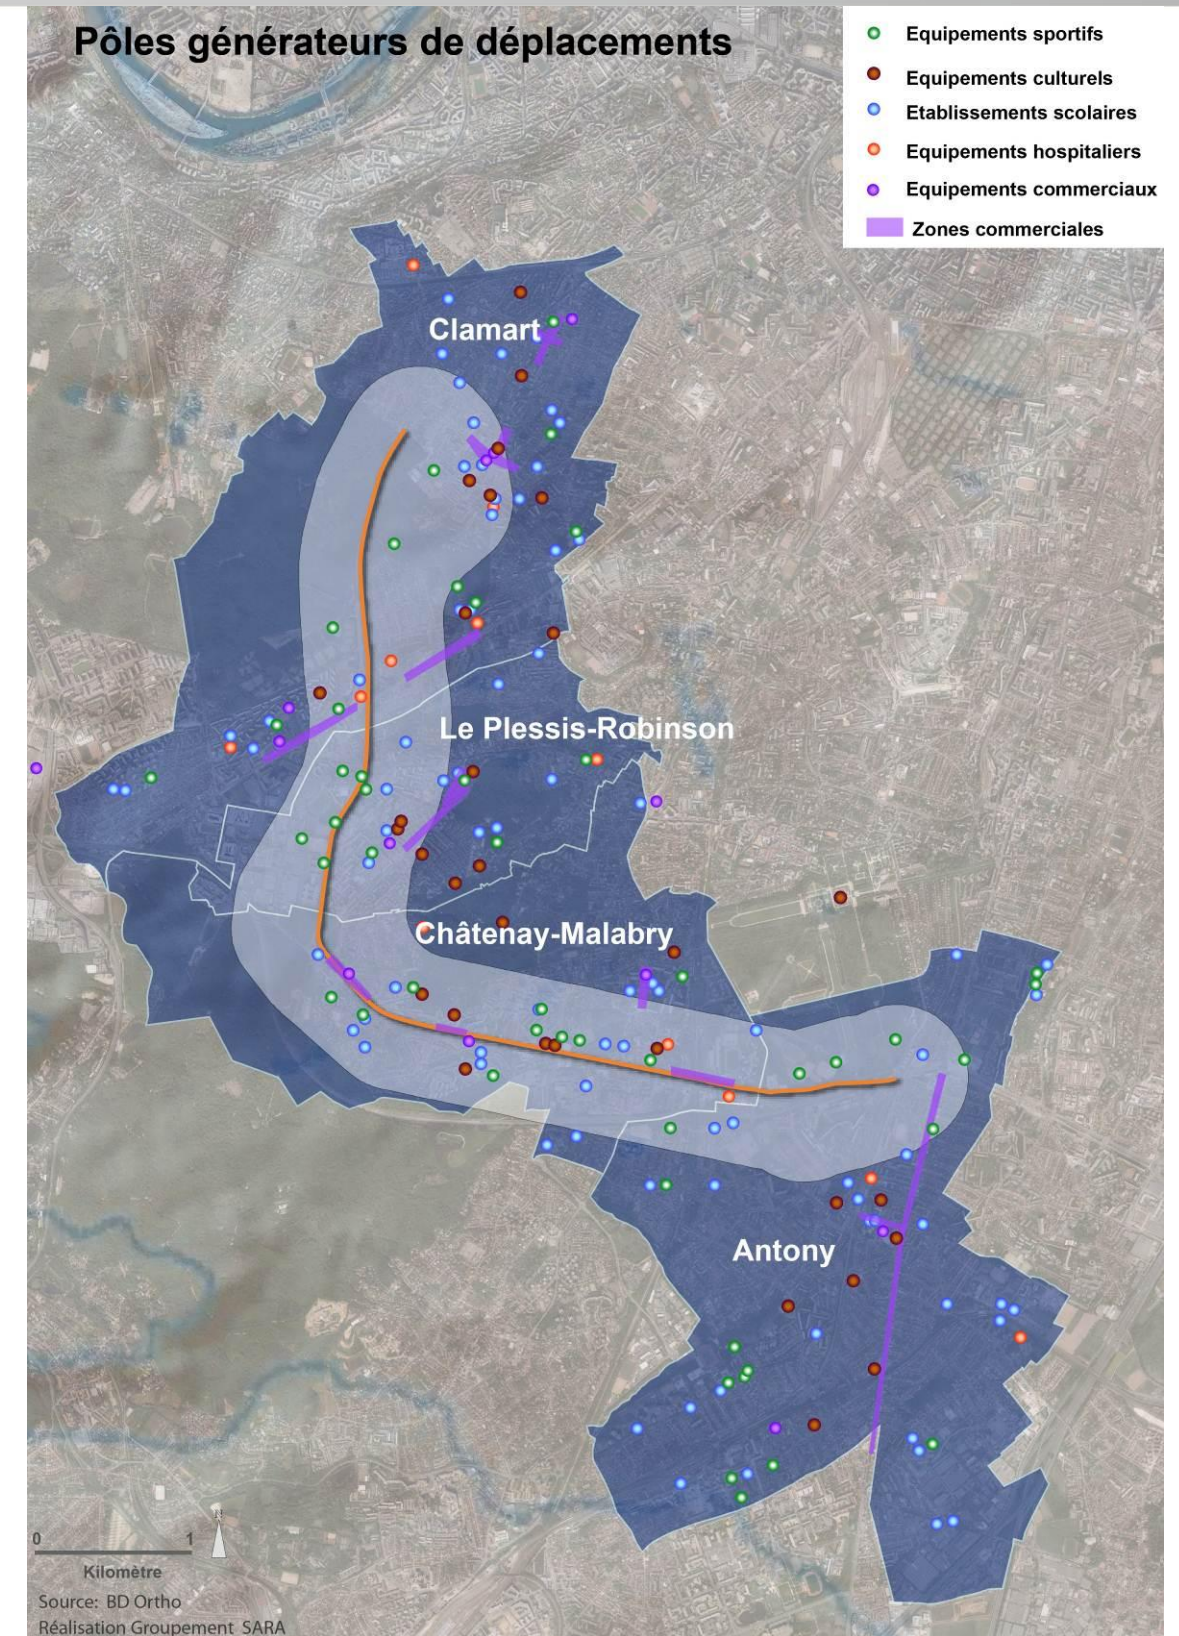 Pôles générateurs de déplacements
Equipements sportifs
Equipements culturels
Etablissements scolaires
Equipements hospitaliers
Equipements commerciaux
Zones commerciales
Clamart
Le Plessis-Robinson
Châtenay-Malabry
Antony
0 1
N
Kilomètre
Source: BD Ortho
Réalisation Groupement SARA